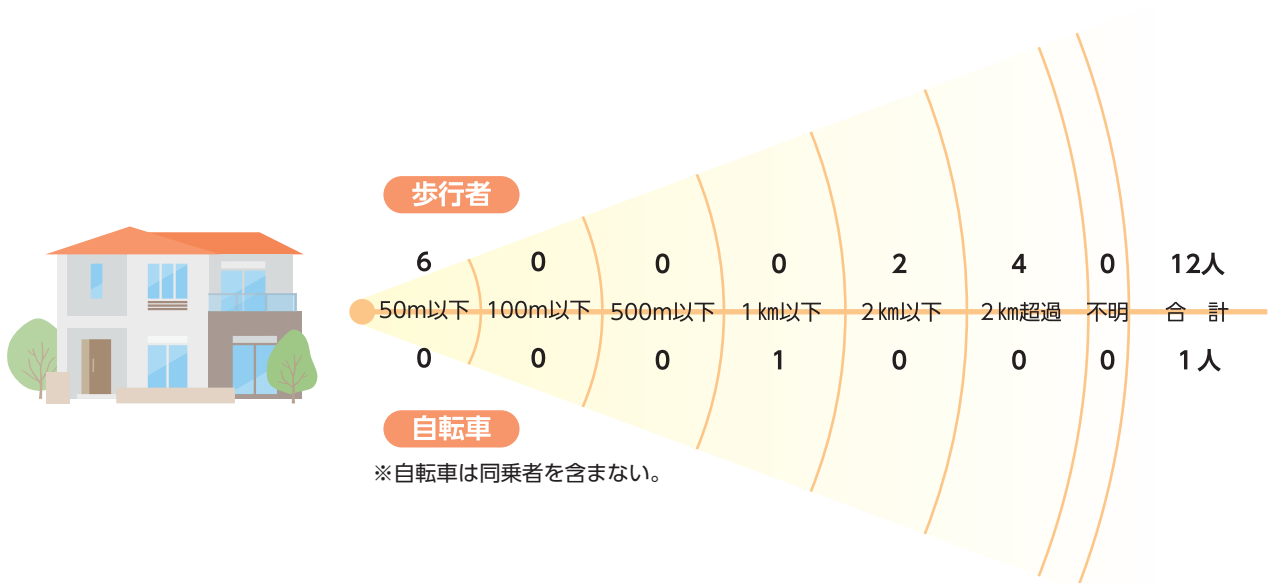 歩行者
6 0 0 0 2 4 0 12人
50m以下 100m以下 500m以下 1㎞以下 2㎞以下 2㎞超過 不明 合　計
0 0 0 1 0 0 0 1人
自転車
※自転車は同乗者を含まない。